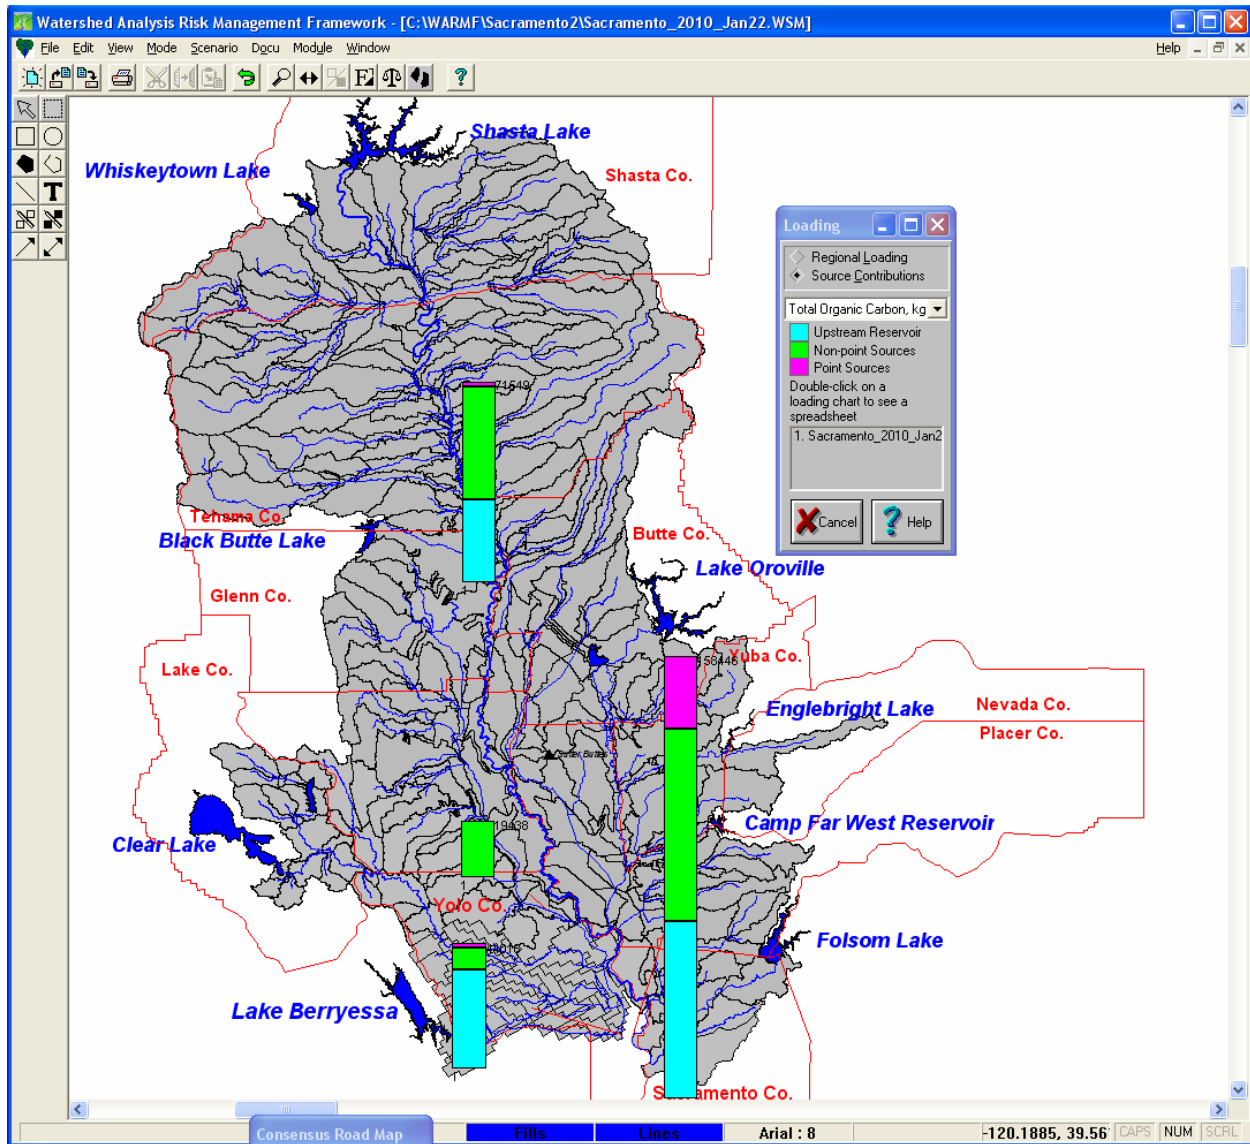 Watershed Analysis Risk Management Framework - [C:\WARMF\Sacramento2\Sacramento_2010_Jan22.WSM]
File Edit View Mode Scenario Docu Module Window Help
Shasta Lake
Whiskeytown Lake
Shasta Co.
Loading
Regional Loading
Source Contributions
Total Organic Carbon, kg
Upstream Reservoir
Non-point Sources
Point Sources
Double-click on a
loading chart to see a
spreadsheet
1. Sacramento_2010_Jan2
Cancel
Help
71549
Tehama Co.
Black Butte Lake
Butte Co.
Lake Oroville
Glenn Co.
Lake Co.
Yuba Co.
Englebright Lake
Nevada Co.
Placer Co.
19438
Camp Far West Reservoir
Clear Lake
Yolo Co.
Folsom Lake
Lake Berryessa
Sacramento Co.
Consensus Road Map
Fills
Lines
Arial : 8
-120.1885, 39.56
CAPS NUM SCRL